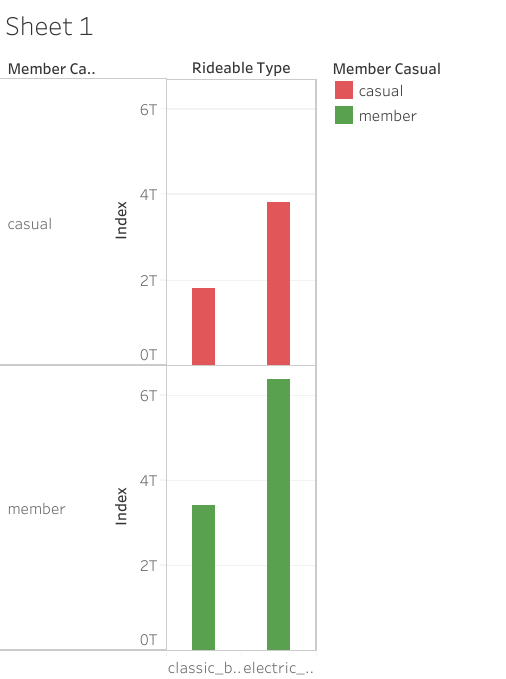 Sheet 1
Member Ca..
Rideable Type
Member Casual
casual
member
casual
Index
6T
4T
2T
0T
member
Index
6T
4T
2T
0T
classic_b.. electric_..